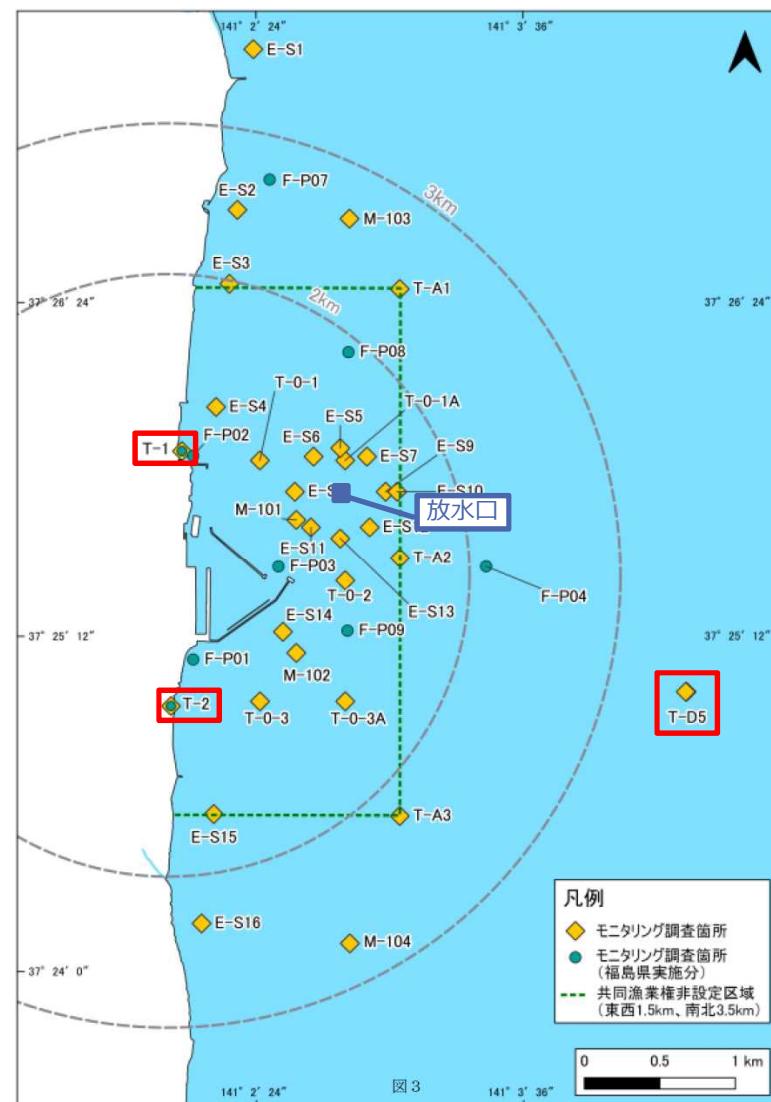 141° 2′ 24″
141° 3′ 36″
E-S1
F-P07
E-S2
M-103
3km
E-S3
T-A1
37° 26′ 24″
37° 26′ 24″
2km
F-P08
T-0-1
T-0-1A
E-S4
E-S5
F-P02
T-1
E-S6
E-S7
E-S9
E-S
E-S10
放水口
M-101
E-S11
E-S12
T-A2
F-P03
T-0-2
E-S13
F-P04
E-S14
F-P09
37° 25′ 12″
37° 25′ 12″
F-P01
M-102
T-2
T-0-3
T-0-3A
T-D5
E-S15
T-A3
E-S16
M-104
37° 24′ 0″
凡例
モニタリング調査箇所
モニタリング調査箇所
(福島県実施分)
共同漁業権非設定区域
(東西1.5km、南北3.5km)
0 0.5 1 km
141° 2′ 24″
図3
141° 3′ 36″